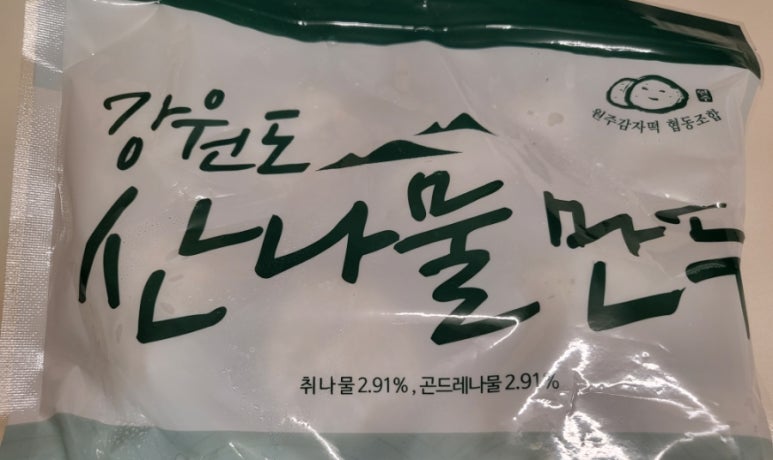 원주감자떡 협동조합
강원도
산나물 만두
취나물 2.91%, 곤드레나물 2.91%